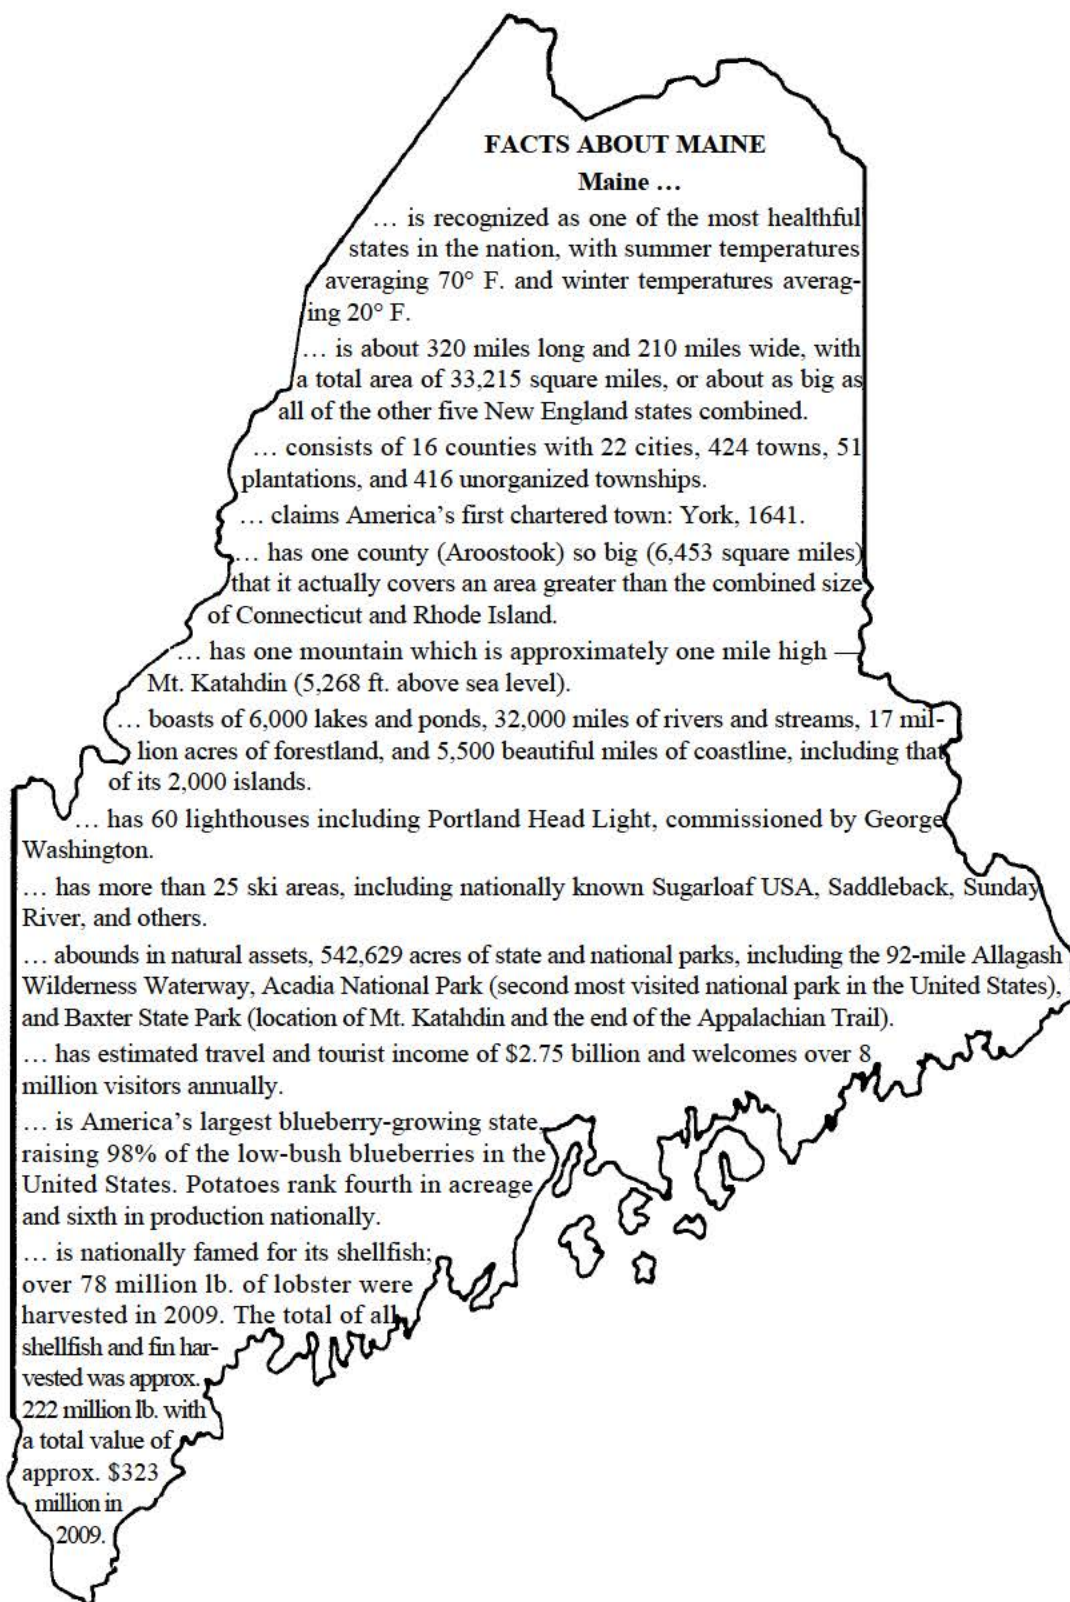 FACTS ABOUT MAINE
Maine …
… is recognized as one of the most healthful
states in the nation, with summer temperatures
averaging 70° F. and winter temperatures averag-
ing 20° F.
… is about 320 miles long and 210 miles wide, with
a total area of 33,215 square miles, or about as big as
all of the other five New England states combined.
… consists of 16 counties with 22 cities, 424 towns, 51
plantations, and 416 unorganized townships.
… claims America’s first chartered town: York, 1641.
… has one county (Aroostook) so big (6,453 square miles)
that it actually covers an area greater than the combined size
of Connecticut and Rhode Island.
… has one mountain which is approximately one mile high —
Mt. Katahdin (5,268 ft. above sea level).
… boasts of 6,000 lakes and ponds, 32,000 miles of rivers and streams, 17 mil-
lion acres of forestland, and 5,500 beautiful miles of coastline, including that
of its 2,000 islands.
… has 60 lighthouses including Portland Head Light, commissioned by George
Washington.
… has more than 25 ski areas, including nationally known Sugarloaf USA, Saddleback, Sunday
River, and others.
… abounds in natural assets, 542,629 acres of state and national parks, including the 92-mile Allagash
Wilderness Waterway, Acadia National Park (second most visited national park in the United States),
and Baxter State Park (location of Mt. Katahdin and the end of the Appalachian Trail).
… has estimated travel and tourist income of $2.75 billion and welcomes over 8
million visitors annually.
… is America’s largest blueberry-growing state,
raising 98% of the low-bush blueberries in the
United States. Potatoes rank fourth in acreage
and sixth in production nationally.
… is nationally famed for its shellfish;
over 78 million lb. of lobster were
harvested in 2009. The total of all
shellfish and fin har-
vested was approx.
222 million lb. with
a total value of
approx. $323
million in
2009.